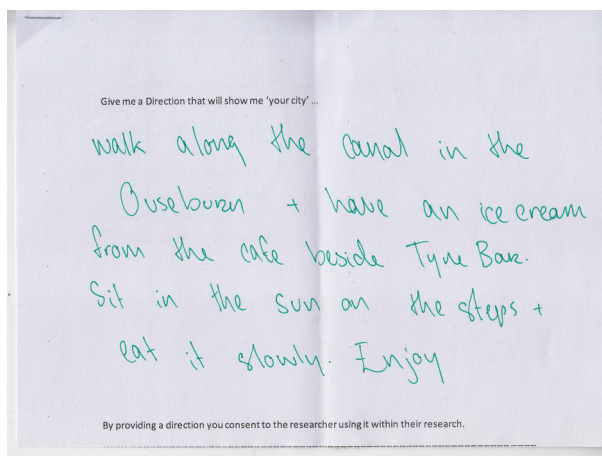 Give me a Direction that will show me 'your city' ...
walk along the canal in the
Ouseburn + have an ice cream
from the cafe beside Tyne Bar.
Sit in the sun on the steps +
eat it slowly. Enjoy
By providing a direction you consent to the researcher using it within their research.